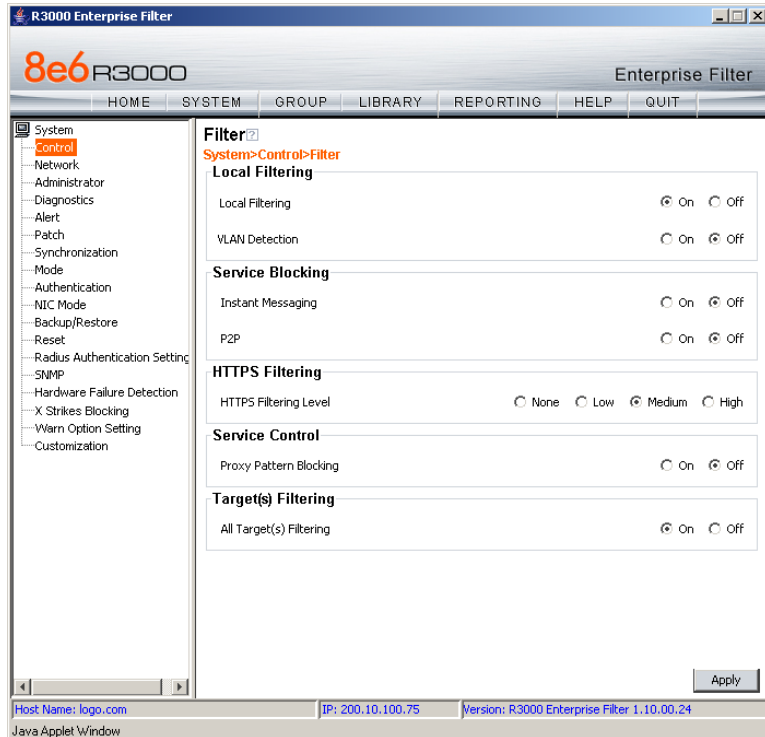 R3000 Enterprise Filter
8e6 R3000
Enterprise Filter
HOME SYSTEM GROUP LIBRARY REPORTING HELP QUIT
System
Control
Network
Administrator
Diagnostics
Alert
Patch
Synchronization
Mode
Authentication
NIC Mode
Backup/Restore
Reset
Radius Authentication Setting
SNMP
Hardware Failure Detection
X Strikes Blocking
Warn Option Setting
Customization
Filter ?
System>Control>Filter
Local Filtering
Local Filtering On Off
VLAN Detection On Off
Service Blocking
Instant Messaging On Off
P2P On Off
HTTPS Filtering
HTTPS Filtering Level None Low Medium High
Service Control
Proxy Pattern Blocking On Off
Target(s) Filtering
All Target(s) Filtering On Off
Apply
Host Name: logo.com IP: 200.10.100.75 Version: R3000 Enterprise Filter 1.10.00.24
Java Applet Window